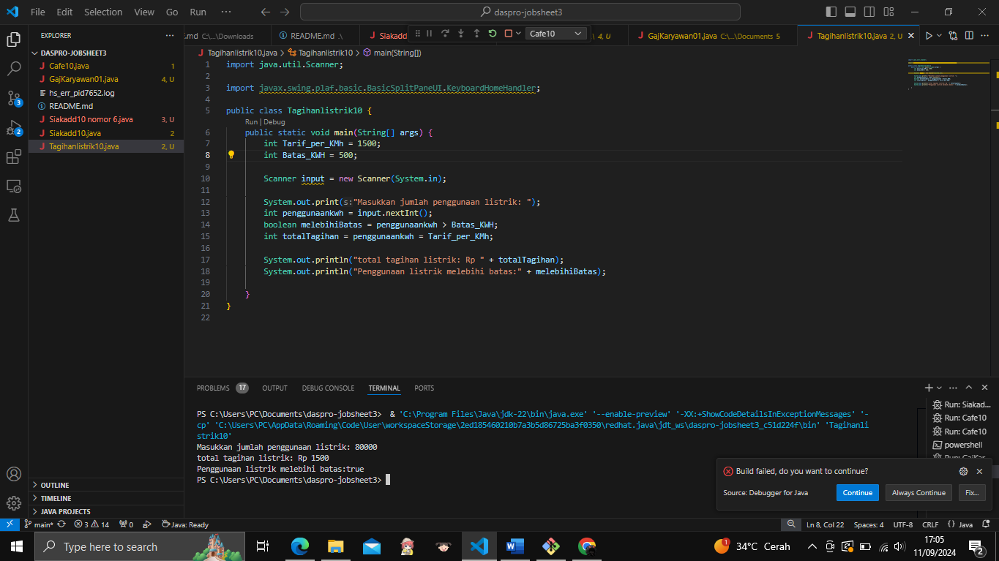 File Edit Selection View Go Run ··· daspro-jobsheet3
EXPLORER ···
DASPRO-JOBSHEET3
Cafe10.java 1
GajKaryawan01.java 4, U
hs_err_pid7652.log
README.md
Siakadd10 nomor 6.java 3, U
Siakadd10.java 2
Tagihanlistrik10.java 2, U
OUTLINE
TIMELINE
JAVA PROJECTS
.md C:\...\Downloads README.md .\ Siakadd Cafe10 4, U GajKaryawan01.java C:\...\Documents 5 Tagihanlistrik10.java 2, U
Tagihanlistrik10.java > Tagihanlistrik10 > main(String[])
1 import java.util.Scanner;
2
3 import javax.swing.plaf.basic.BasicSplitPaneUI.KeyboardHomeHandler;
4
5 public class Tagihanlistrik10 {
Run | Debug
6 public static void main(String[] args) {
7 int Tarif_per_KMh = 1500;
8 int Batas_KWH = 500;
9
10 Scanner input = new Scanner(System.in);
11
12 System.out.print(s:"Masukkan jumlah penggunaan listrik: ");
13 int penggunaankwh = input.nextInt();
14 boolean melebihiBatas = penggunaankwh > Batas_KWH;
15 int totalTagihan = penggunaankwh = Tarif_per_KMh;
16
17 System.out.println("total tagihan listrik: Rp " + totalTagihan);
18 System.out.println("Penggunaan listrik melebihi batas:" + melebihiBatas);
19
20 }
21 }
22
PROBLEMS 17 OUTPUT DEBUG CONSOLE TERMINAL PORTS
PS C:\Users\PC\Documents\daspro-jobsheet3> & 'C:\Program Files\Java\jdk-22\bin\java.exe' '--enable-preview' '-XX:+ShowCodeDetailsInExceptionMessages' '-
cp' 'C:\Users\PC\AppData\Roaming\Code\User\workspaceStorage\2ed185460210b7a3b5d86725ba3f0350\redhat.java\jdt_ws\daspro-jobsheet3_c51d224f\bin' 'Tagihanli
strik10'
Masukkan jumlah penggunaan listrik: 80000
total tagihan listrik: Rp 1500
Penggunaan listrik melebihi batas:true
PS C:\Users\PC\Documents\daspro-jobsheet3>
Run: Siakad...
Run: Cafe10
Run: Cafe10
powershell
Build failed, do you want to continue?
Source: Debugger for Java Continue Always Continue Fix...
3
2
main* 3 14 0 Java: Ready Ln 8, Col 22 Spaces: 4 UTF-8 CRLF {} Java
Type here to search 1 34°C Cerah 17:05
11/09/2024 2